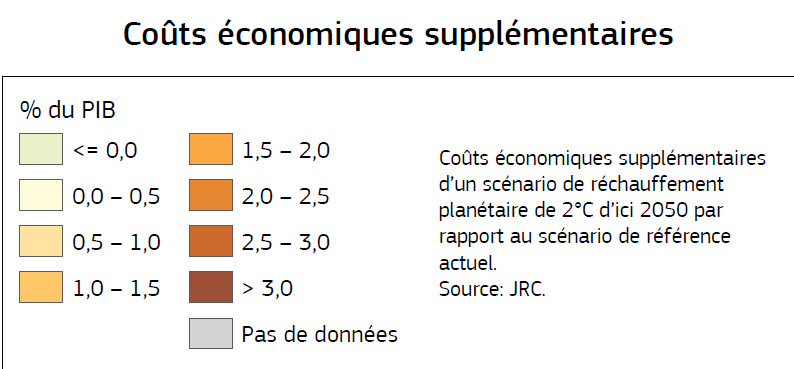 Coûts économiques supplémentaires
% du PIB
<= 0,0
0,0 – 0,5
0,5 – 1,0
1,0 – 1,5
1,5 – 2,0
2,0 – 2,5
2,5 – 3,0
> 3,0
Pas de données
Coûts économiques supplémentaires
d’un scénario de réchauffement
planétaire de 2°C d’ici 2050 par
rapport au scénario de référence
actuel.
Source: JRC.